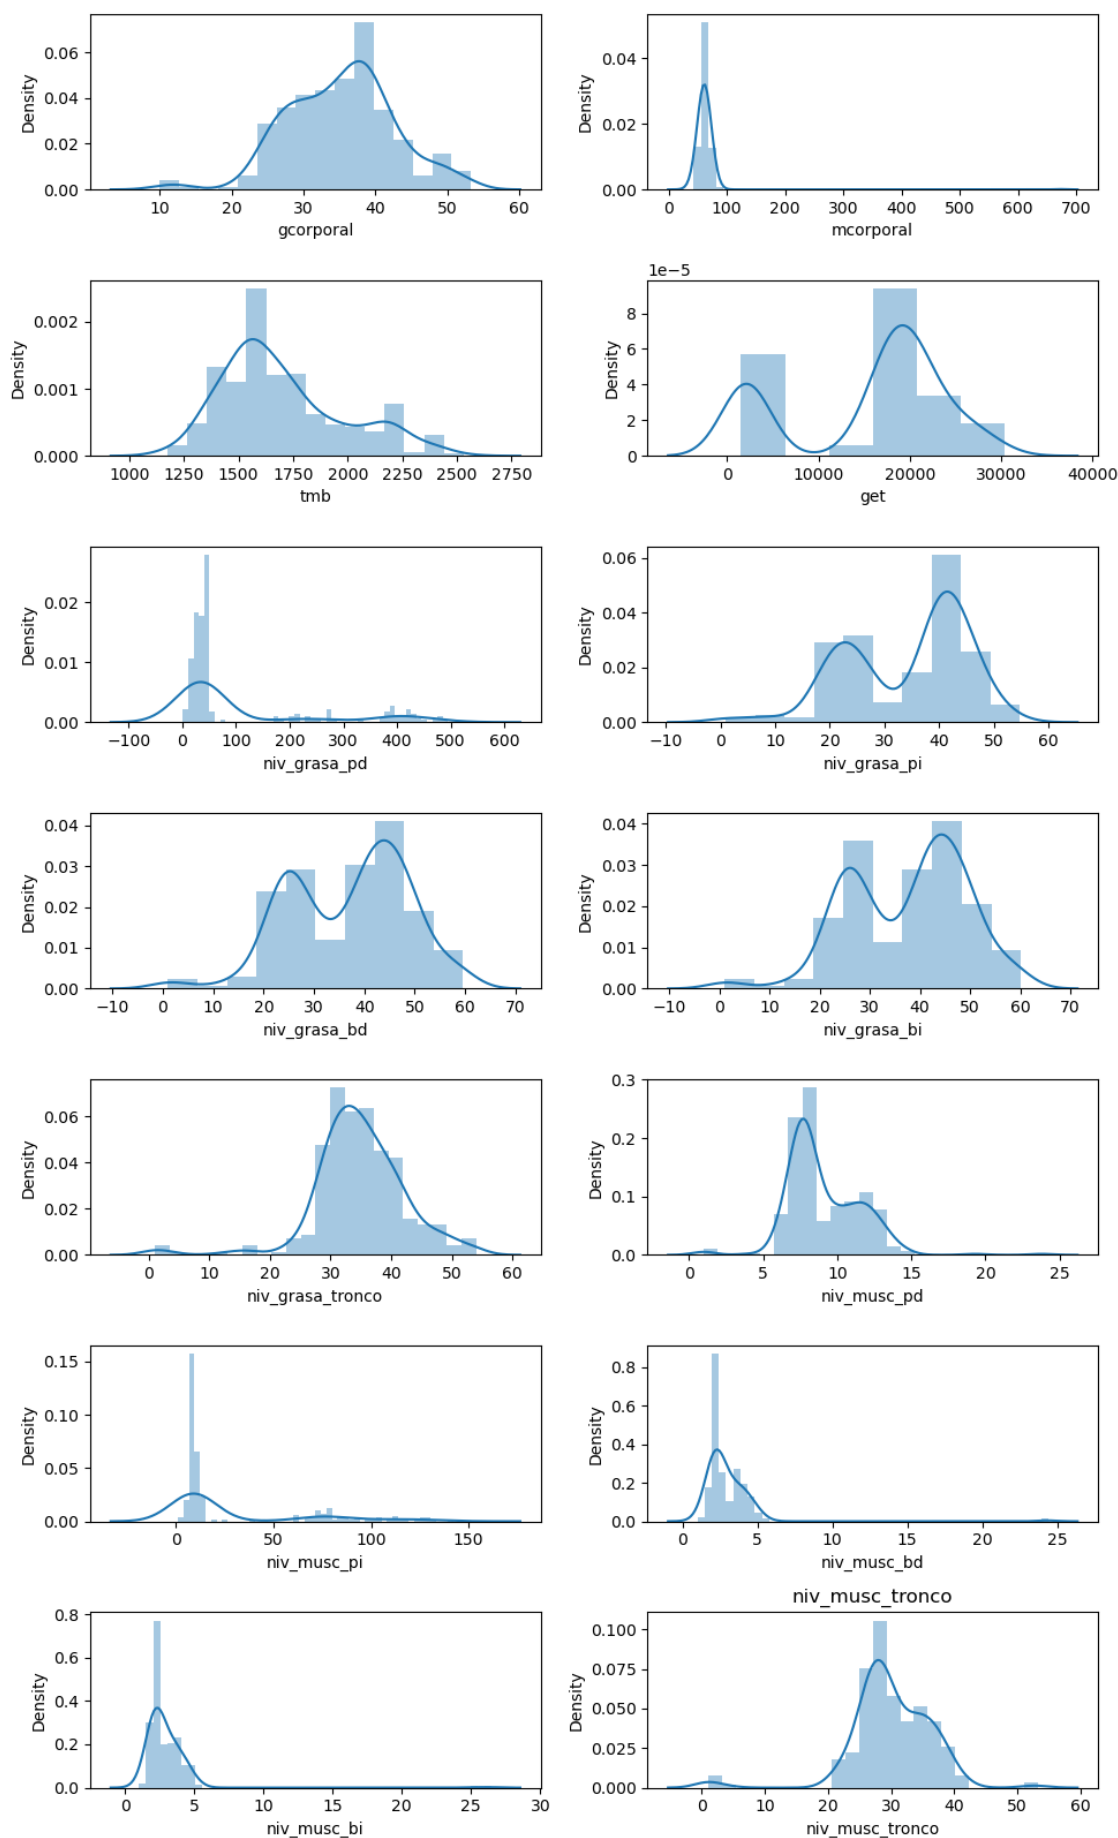 0.06
0.04
0.02
0.00
Density
10 20 30 40 50 60
gcorporal
0.04
0.02
0.00
Density
0 100 200 300 400 500 600 700
mcorporal
0.002
0.001
0.000
Density
1000 1250 1500 1750 2000 2250 2500 2750
tmb
1e−5
8
6
4
2
0
Density
0 10000 20000 30000 40000
get
0.02
0.01
0.00
Density
−100 0 100 200 300 400 500 600
niv_grasa_pd
0.06
0.04
0.02
0.00
Density
−10 0 10 20 30 40 50 60
niv_grasa_pi
0.04
0.03
0.02
0.01
0.00
Density
−10 0 10 20 30 40 50 60 70
niv_grasa_bd
0.04
0.03
0.02
0.01
0.00
Density
−10 0 10 20 30 40 50 60 70
niv_grasa_bi
0.06
0.04
0.02
0.00
Density
0 10 20 30 40 50 60
niv_grasa_tronco
0.3
0.2
0.1
0.0
Density
0 5 10 15 20 25
niv_musc_pd
0.15
0.10
0.05
0.00
Density
0 50 100 150
niv_musc_pi
0.8
0.6
0.4
0.2
0.0
Density
0 5 10 15 20 25
niv_musc_bd
0.8
0.6
0.4
0.2
0.0
Density
0 5 10 15 20 25 30
niv_musc_bi
niv_musc_tronco
0.100
0.075
0.050
0.025
0.000
Density
0 10 20 30 40 50 60
niv_musc_tronco